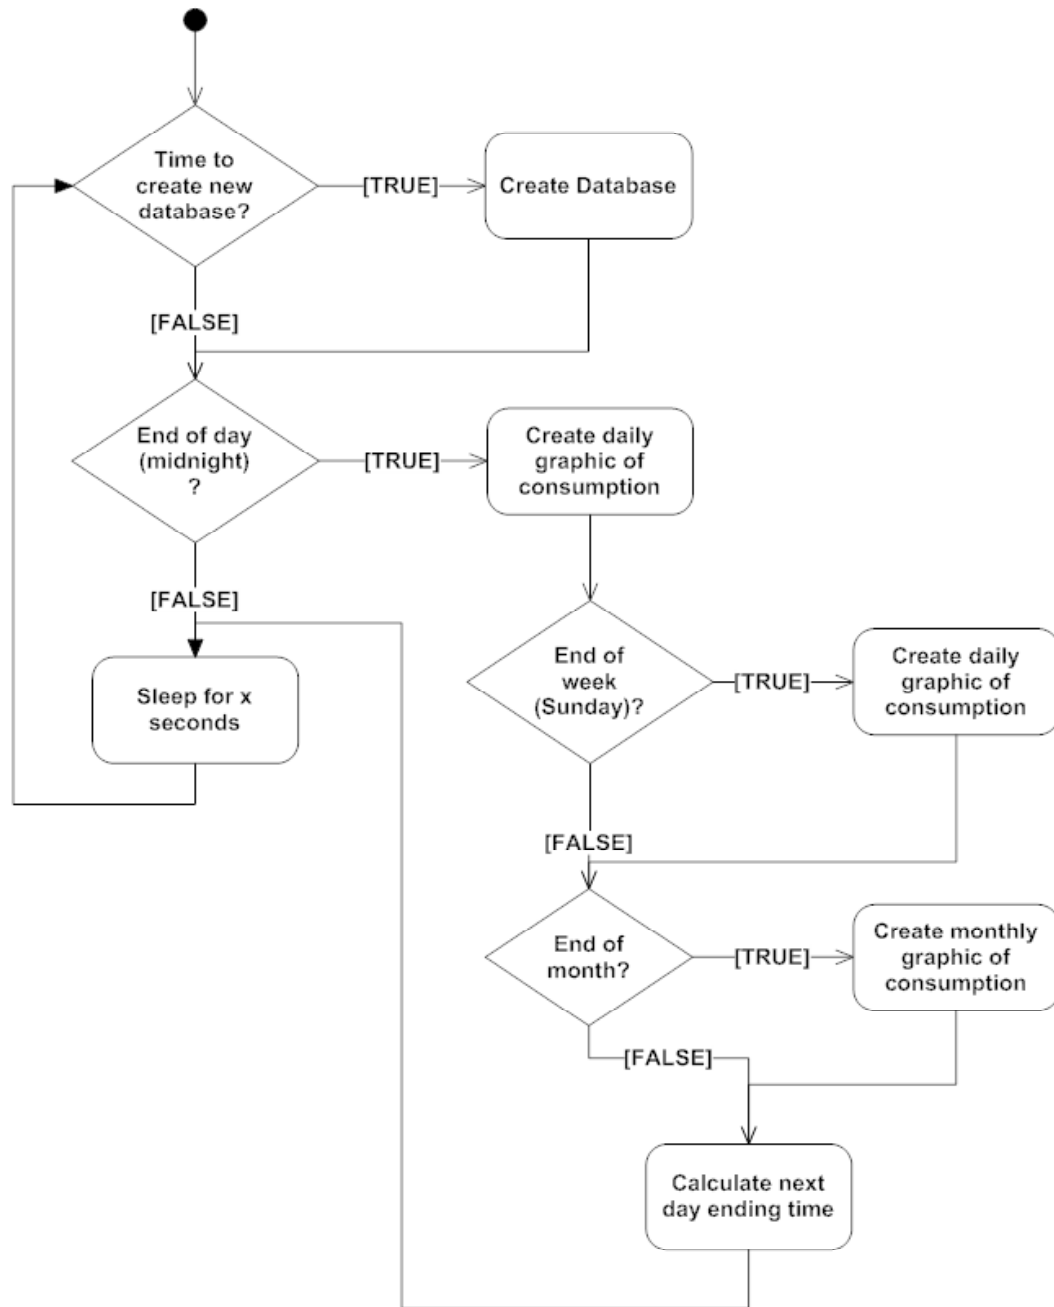 Time to
create new
database?
[TRUE]
Create Database
[FALSE]
End of day
(midnight)
?
[TRUE]
Create daily
graphic of
consumption
[FALSE]
Sleep for x
seconds
End of
week
(Sunday)?
[TRUE]
Create daily
graphic of
consumption
[FALSE]
End of
month?
[TRUE]
Create monthly
graphic of
consumption
[FALSE]
Calculate next
day ending time